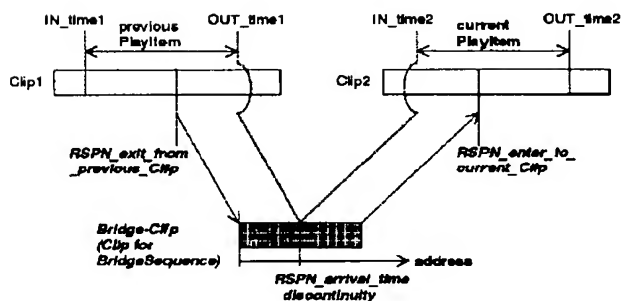 IN_time1
previous
PlayItem
OUT_time1
IN_time2
current
PlayItem
OUT_time2
Clip1
Clip2
RSPN_exit_from
_previous_Clip
RSPN_enter_to_
current_Clip
Bridge-Clip
(Clip for
BridgeSequence)
address
RSPN_arrival_time
discontinuity